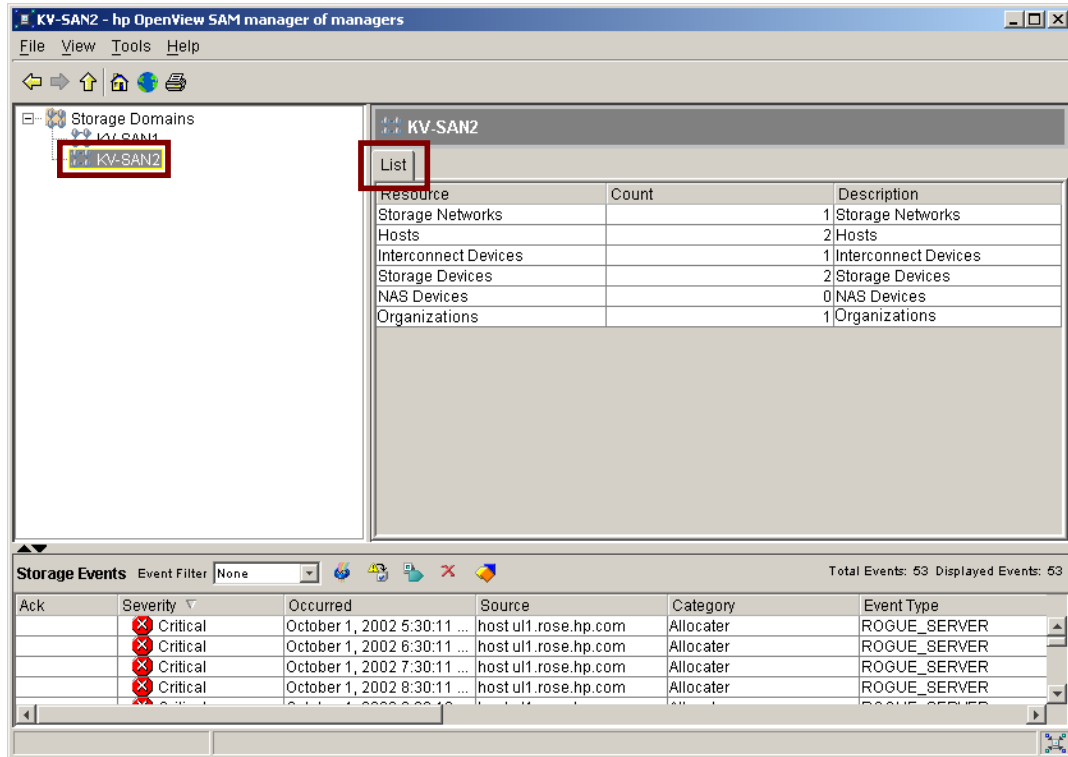 KV-SAN2 - hp OpenView SAM manager of managers
File View Tools Help
Storage Domains
KV-SAN1
KV-SAN2
KV-SAN2
List
Resource Count Description
Storage Networks 1 Storage Networks
Hosts 2 Hosts
Interconnect Devices 1 Interconnect Devices
Storage Devices 2 Storage Devices
NAS Devices 0 NAS Devices
Organizations 1 Organizations
Storage Events Event Filter None Total Events: 53 Displayed Events: 53
Ack Severity Occurred Source Category Event Type
Critical October 1, 2002 5:30:11 ... host ul1.rose.hp.com Allocater ROGUE_SERVER
Critical October 1, 2002 6:30:11 ... host ul1.rose.hp.com Allocater ROGUE_SERVER
Critical October 1, 2002 7:30:11 ... host ul1.rose.hp.com Allocater ROGUE_SERVER
Critical October 1, 2002 8:30:11 ... host ul1.rose.hp.com Allocater ROGUE_SERVER